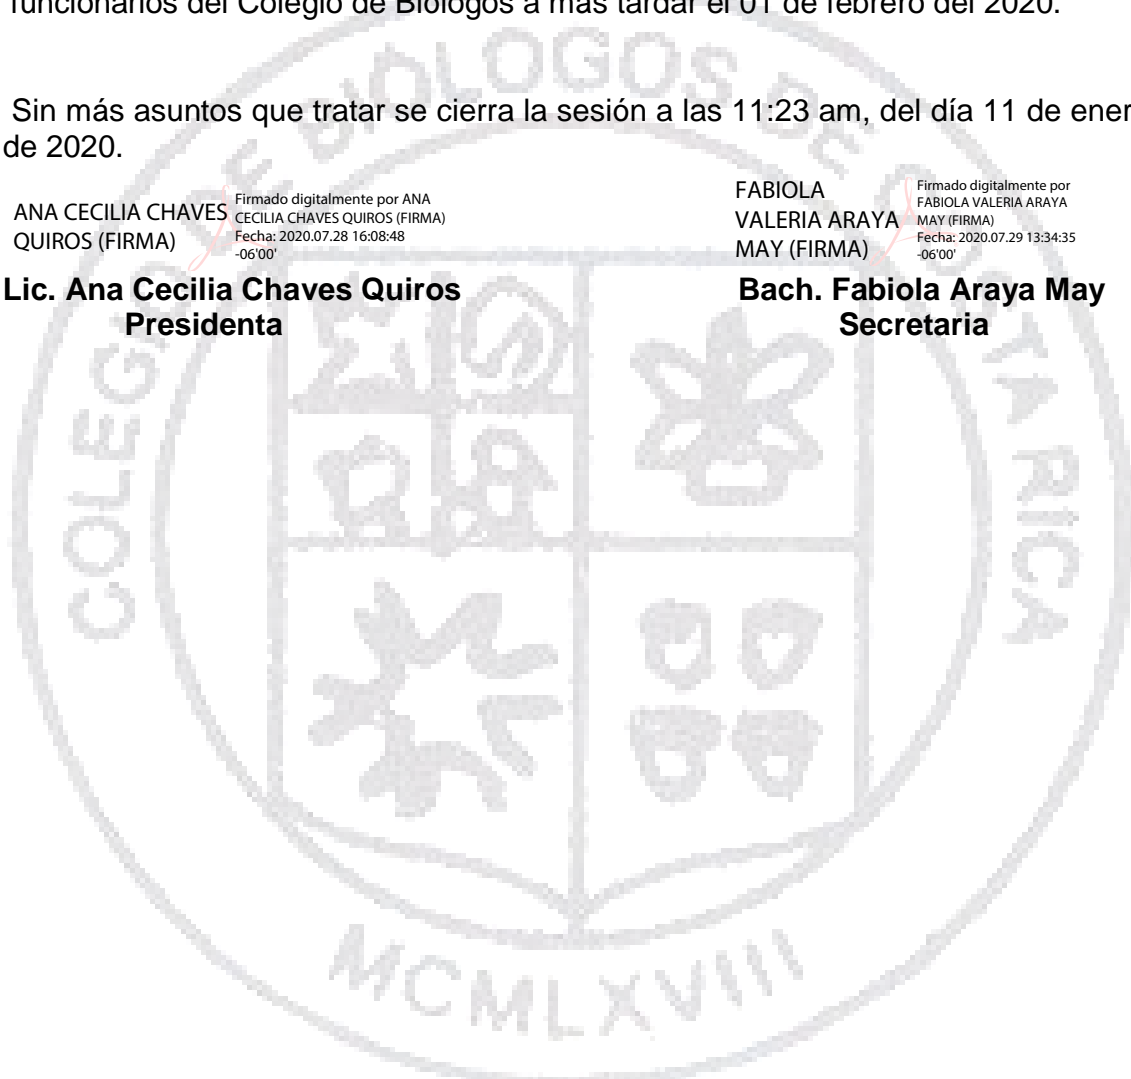 funcionarios del Colegio de Biólogos a más tardar el 01 de febrero del 2020.
Sin más asuntos que tratar se cierra la sesión a las 11:23 am, del día 11 de ener
de 2020.
ANA CECILIA CHAVES
QUIROS (FIRMA)
Firmado digitalmente por ANA
CECILIA CHAVES QUIROS (FIRMA)
Fecha: 2020.07.28 16:08:48
-06'00'
FABIOLA
VALERIA ARAYA
MAY (FIRMA)
Firmado digitalmente por
FABIOLA VALERIA ARAYA
MAY (FIRMA)
Fecha: 2020.07.29 13:34:35
-06'00'
Lic. Ana Cecilia Chaves Quiros
Presidenta
Bach. Fabiola Araya May
Secretaria
COLEGIO DE BIÓLOGOS DE COSTA RICA
MCMLXVIII